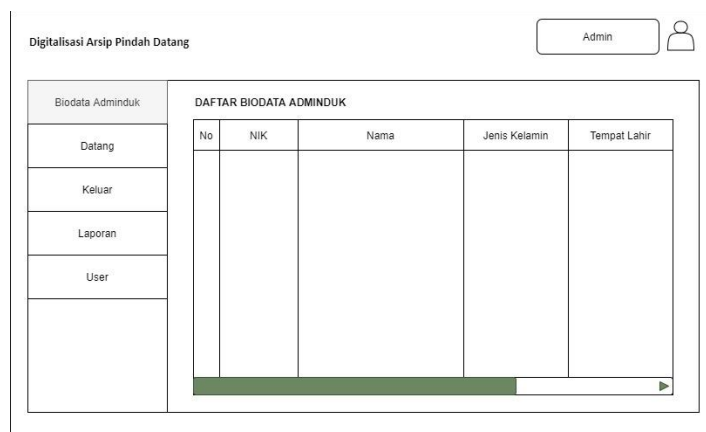 Digitalisasi Arsip Pindah Datang
Admin
Biodata Adminduk
Datang
Keluar
Laporan
User
DAFTAR BIODATA ADMINDUK
No NIK Nama Jenis Kelamin Tempat Lahir